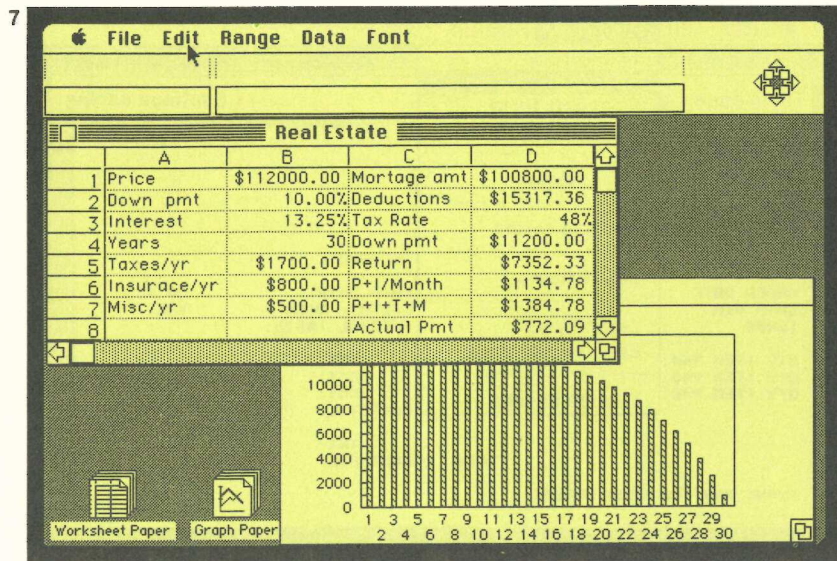 7
File Edit Range Data Font
Real Estate
A B C D
1 Price $112000.00 Mortage amt $100800.00
2 Down pmt 10.00% Deductions $15317.36
3 Interest 13.25% Tax Rate 48%
4 Years 30 Down pmt $11200.00
5 Taxes/yr $1700.00 Return $7352.33
6 Insurace/yr $800.00 P+I/Month $1134.78
7 Misc/yr $500.00 P+I+T+M $1384.78
8 Actual Pmt $772.09
10000
8000
6000
4000
2000
0
1 3 5 7 9 11 13 15 17 19 21 23 25 27 29
2 4 6 8 10 12 14 16 18 20 22 24 26 28 30
Worksheet Paper Graph Paper